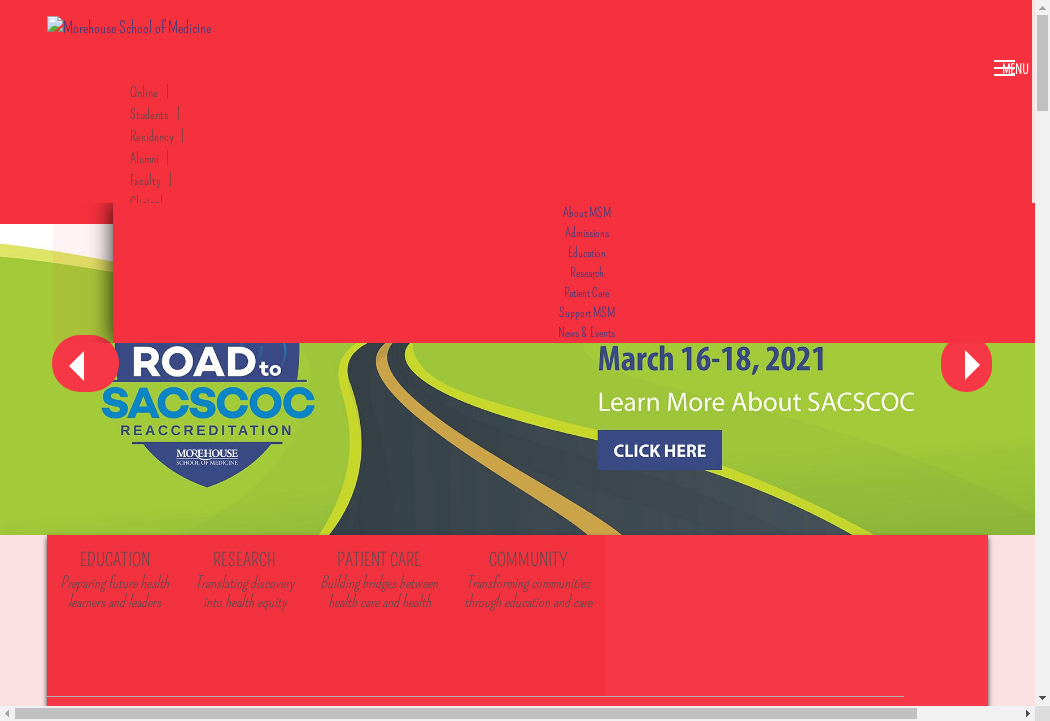 Morehouse School of Medicine
MENU
Online |
Students |
Residency |
Alumni |
Faculty |
Clinical
About MSM
Admissions
Education
Research
Patient Care
Support MSM
News & Events
ROAD to
SACSCOC
REACCREDITATION
MOREHOUSE
SCHOOL OF MEDICINE
March 16-18, 2021
Learn More About SACSCOC
CLICK HERE
EDUCATION
Preparing future health
learners and leaders
RESEARCH
Translating discovery
into health equity
PATIENT CARE
Building bridges between
health care and health
COMMUNITY
Transforming communities
through education and care